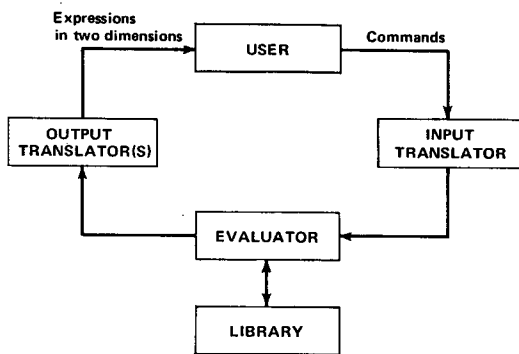 Expressions
in two dimensions
USER
Commands
OUTPUT
TRANSLATOR(S)
INPUT
TRANSLATOR
EVALUATOR
LIBRARY